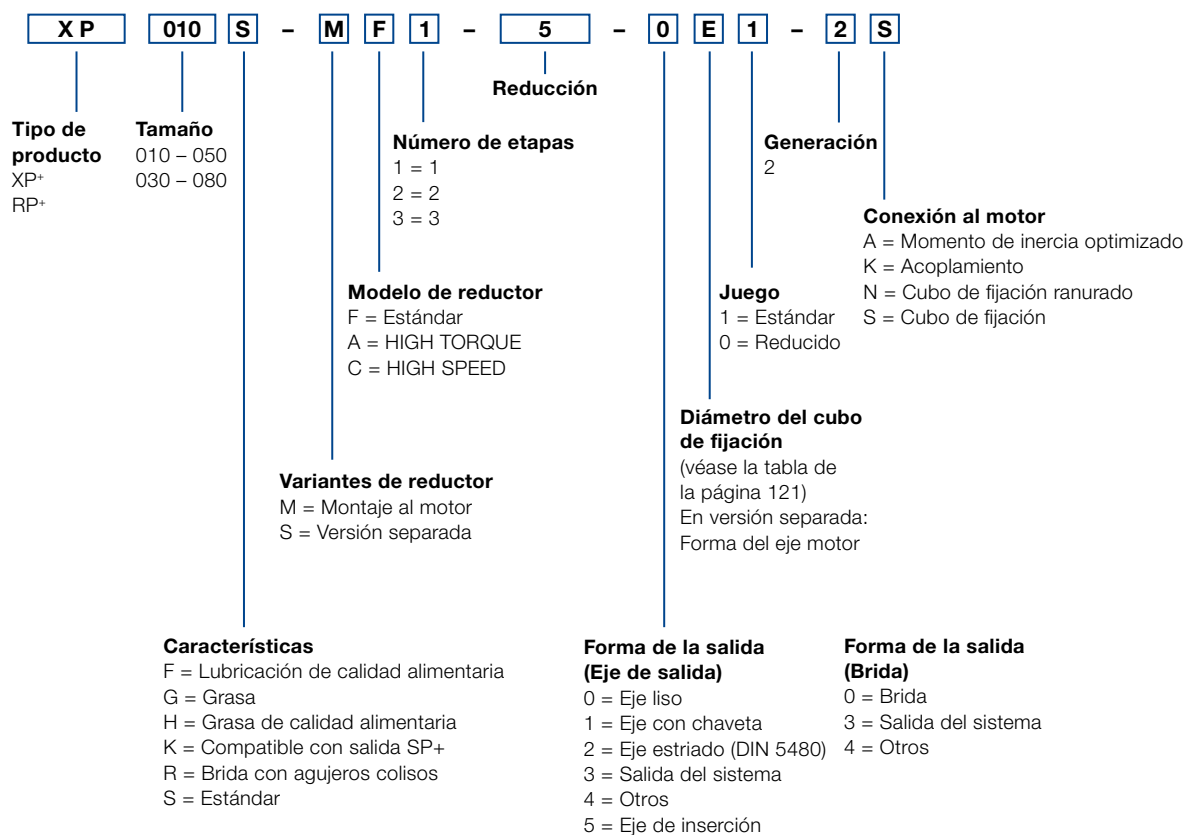 X P 010 S – M F 1 – 5 – 0 E 1 – 2 S
Reducción
Tipo de
producto
XP+
RP+
Tamaño
010 – 050
030 – 080
Número de etapas
1 = 1
2 = 2
3 = 3
Generación
2
Conexión al motor
A = Momento de inercia optimizado
K = Acoplamiento
N = Cubo de fijación ranurado
S = Cubo de fijación
Modelo de reductor
F = Estándar
A = HIGH TORQUE
C = HIGH SPEED
Juego
1 = Estándar
0 = Reducido
Diámetro del cubo
de fijación
(véase la tabla de
la página 121)
En versión separada:
Forma del eje motor
Variantes de reductor
M = Montaje al motor
S = Versión separada
Características
F = Lubricación de calidad alimentaria
G = Grasa
H = Grasa de calidad alimentaria
K = Compatible con salida SP+
R = Brida con agujeros colisos
S = Estándar
Forma de la salida
(Eje de salida)
0 = Eje liso
1 = Eje con chaveta
2 = Eje estriado (DIN 5480)
3 = Salida del sistema
4 = Otros
5 = Eje de inserción
Forma de la salida
(Brida)
0 = Brida
3 = Salida del sistema
4 = Otros